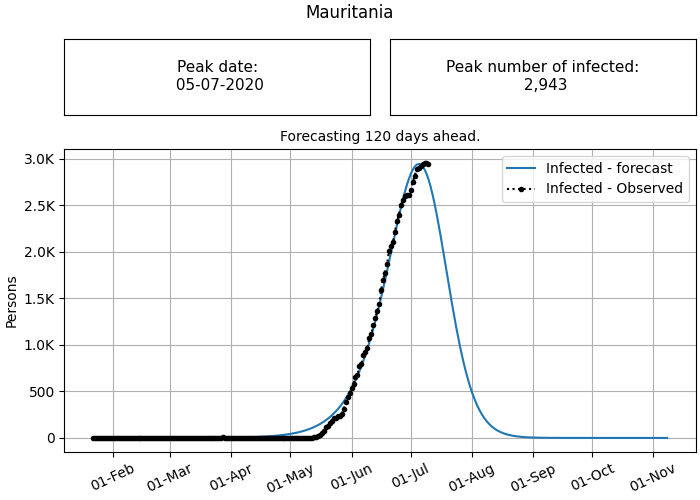 Mauritania
Peak date:
05-07-2020
Peak number of infected:
2,943
Forecasting 120 days ahead.
Infected - forecast
Infected - Observed
Persons
3.0K
2.5K
2.0K
1.5K
1.0K
500
0
01-Feb
01-Mar
01-Apr
01-May
01-Jun
01-Jul
01-Aug
01-Sep
01-Oct
01-Nov